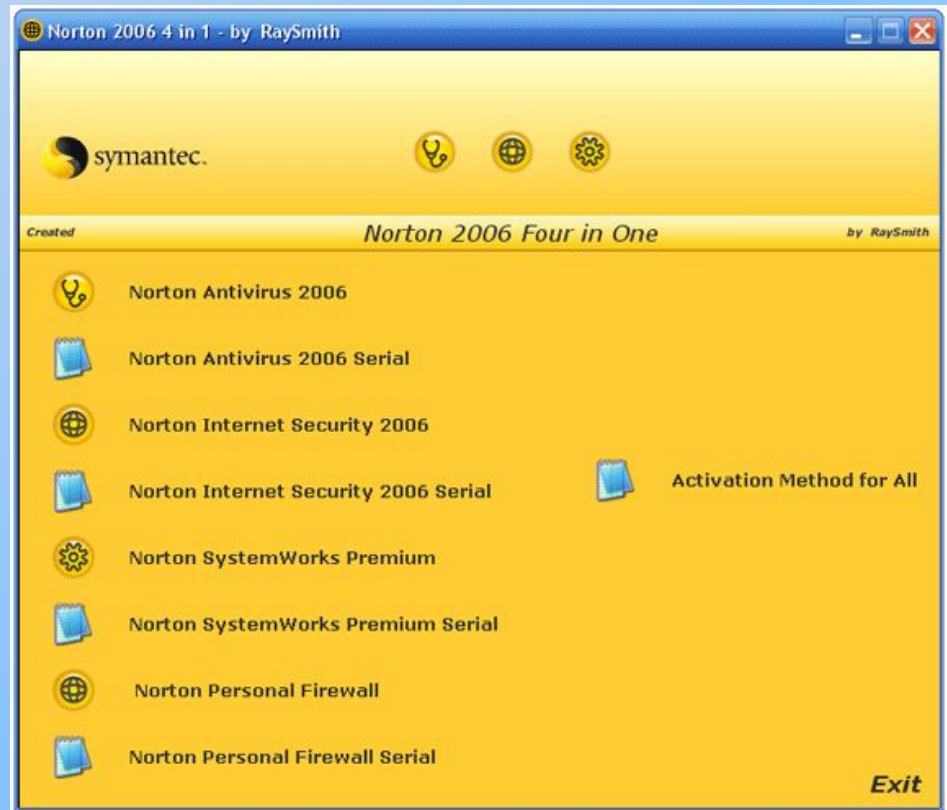 Norton 2006 4 in 1 - by RaySmith
symantec.
Created
Norton 2006 Four in One
by RaySmith
Norton Antivirus 2006
Norton Antivirus 2006 Serial
Norton Internet Security 2006
Norton Internet Security 2006 Serial
Activation Method for All
Norton SystemWorks Premium
Norton SystemWorks Premium Serial
Norton Personal Firewall
Norton Personal Firewall Serial
Exit